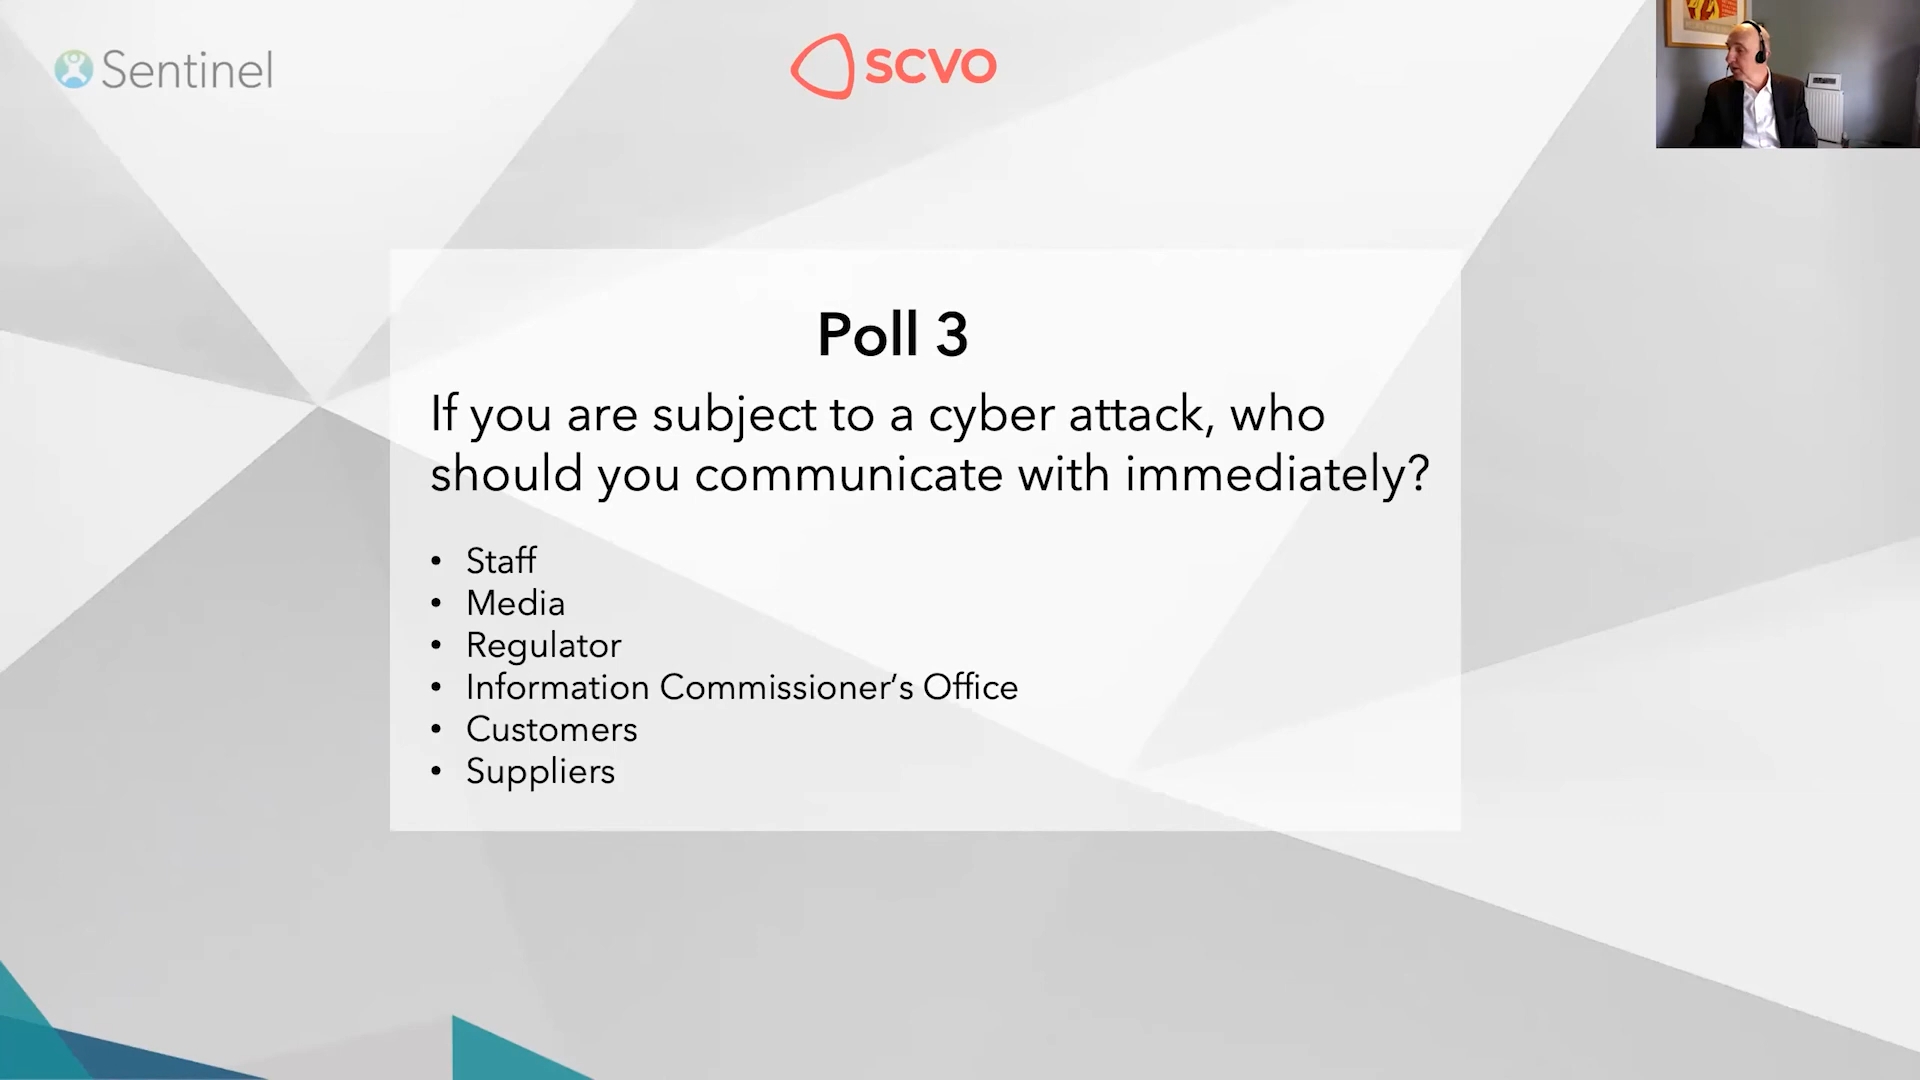 Sentinel
scvo
Poll 3
If you are subject to a cyber attack, who
should you communicate with immediately?
• Staff
• Media
• Regulator
• Information Commissioner’s Office
• Customers
• Suppliers